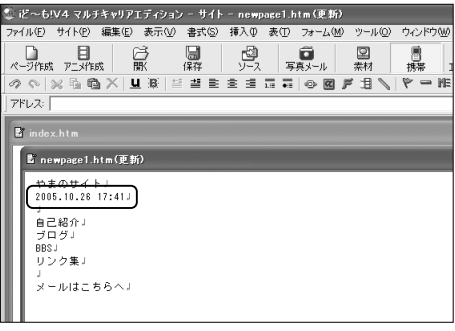 ぽ~も!V4 マルチキャリアエディション - サイト - newpage1.htm(更新)
ファイル(F) サイト(P) 編集(E) 表示(V) 書式(S) 挿入(I) 表(T) フォーム(M) ツール(Q) ウィンドウ(W)
ページ作成 アニメ作成 開く 保存 ソース 写真メール 素材 携帯
アドレス:
index.htm
newpage1.htm(更新)
やまのサイト↲
2005.10.26 17:41↲
↲
自己紹介↲
ブログ↲
BBS↲
リンク集↲
↲
メールはこちらへ↲